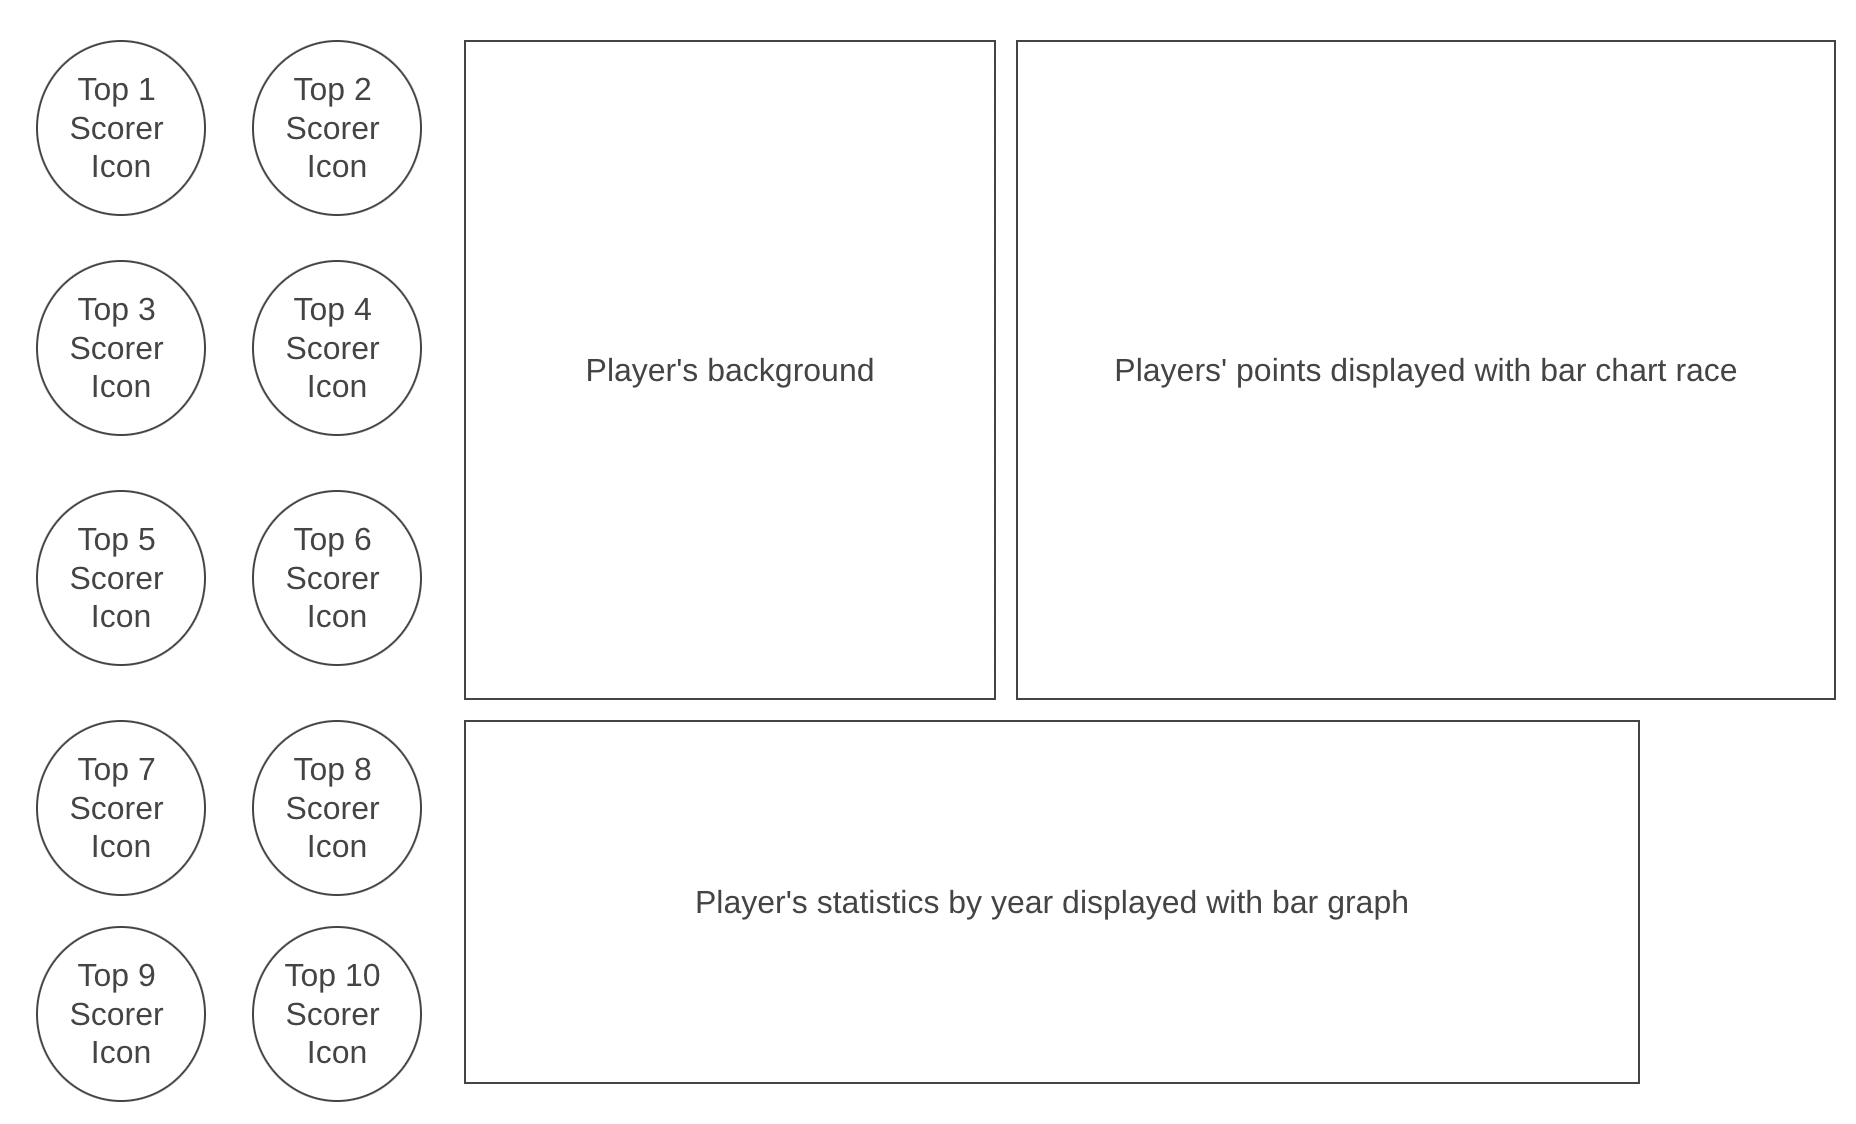 Top 1
Scorer
Icon
Top 2
Scorer
Icon
Top 3
Scorer
Icon
Top 4
Scorer
Icon
Top 5
Scorer
Icon
Top 6
Scorer
Icon
Top 7
Scorer
Icon
Top 8
Scorer
Icon
Top 9
Scorer
Icon
Top 10
Scorer
Icon
Player's background
Players' points displayed with bar chart race
Player's statistics by year displayed with bar graph